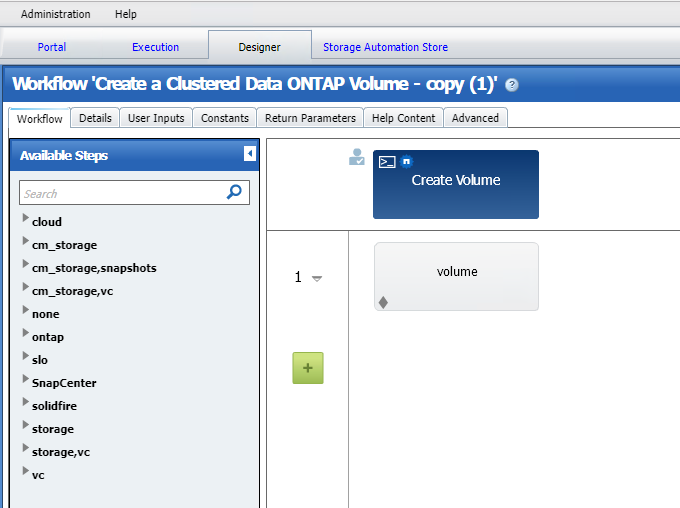 Administration Help
Portal Execution Designer Storage Automation Store
Workflow 'Create a Clustered Data ONTAP Volume - copy (1)' ?
Workflow Details User Inputs Constants Return Parameters Help Content Advanced
Available Steps
Search
cloud
cm_storage
cm_storage,snapshots
cm_storage,vc
none
ontap
slo
SnapCenter
solidfire
storage
storage,vc
vc
>_ n
Create Volume
1
volume
+